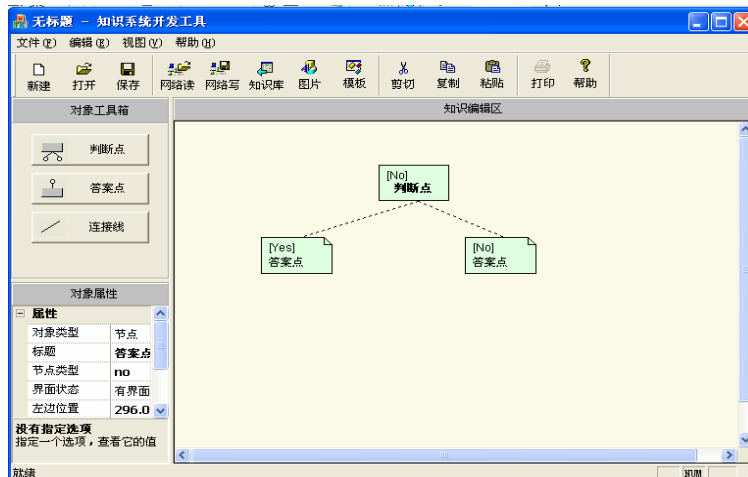 无标题 - 知识系统开发工具
文件(F) 编辑(E) 视图(V) 帮助(H)
新建 打开 保存 网络读 网络写 知识库 图片 模板 剪切 复制 粘贴 打印 帮助
对象工具箱
知识编辑区
判断点
答案点
连接线
[No]
判断点
[Yes]
答案点
[No]
答案点
对象属性
属性
对象类型 节点
标题 答案点
节点类型 no
界面状态 有界面
左边位置 296.0
没有指定选项
指定一个选项，查看它的值
就绪
NUM